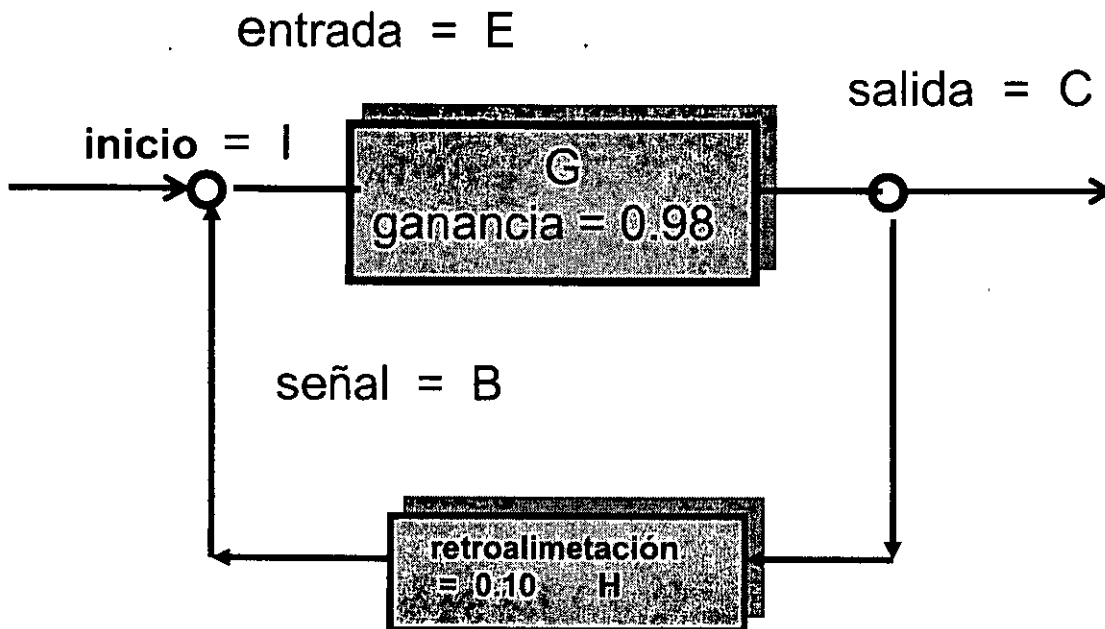 entrada = E
salida = C
inicio = I
G
ganancia = 0.98
señal = B
retroalimetación
= 0.10 H